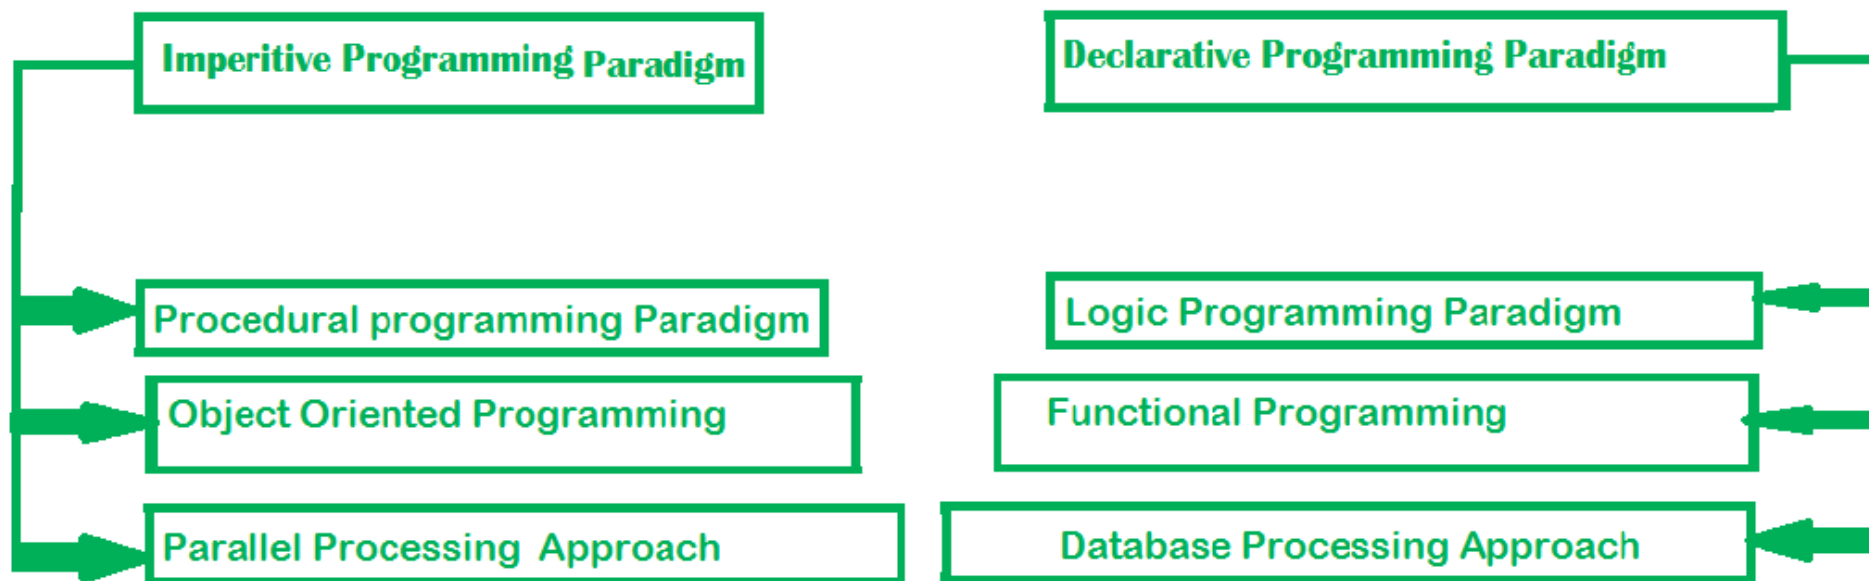 Imperitive Programming Paradigm
Declarative Programming Paradigm
Procedural programming Paradigm
Logic Programming Paradigm
Object Oriented Programming
Functional Programming
Parallel Processing Approach
Database Processing Approach